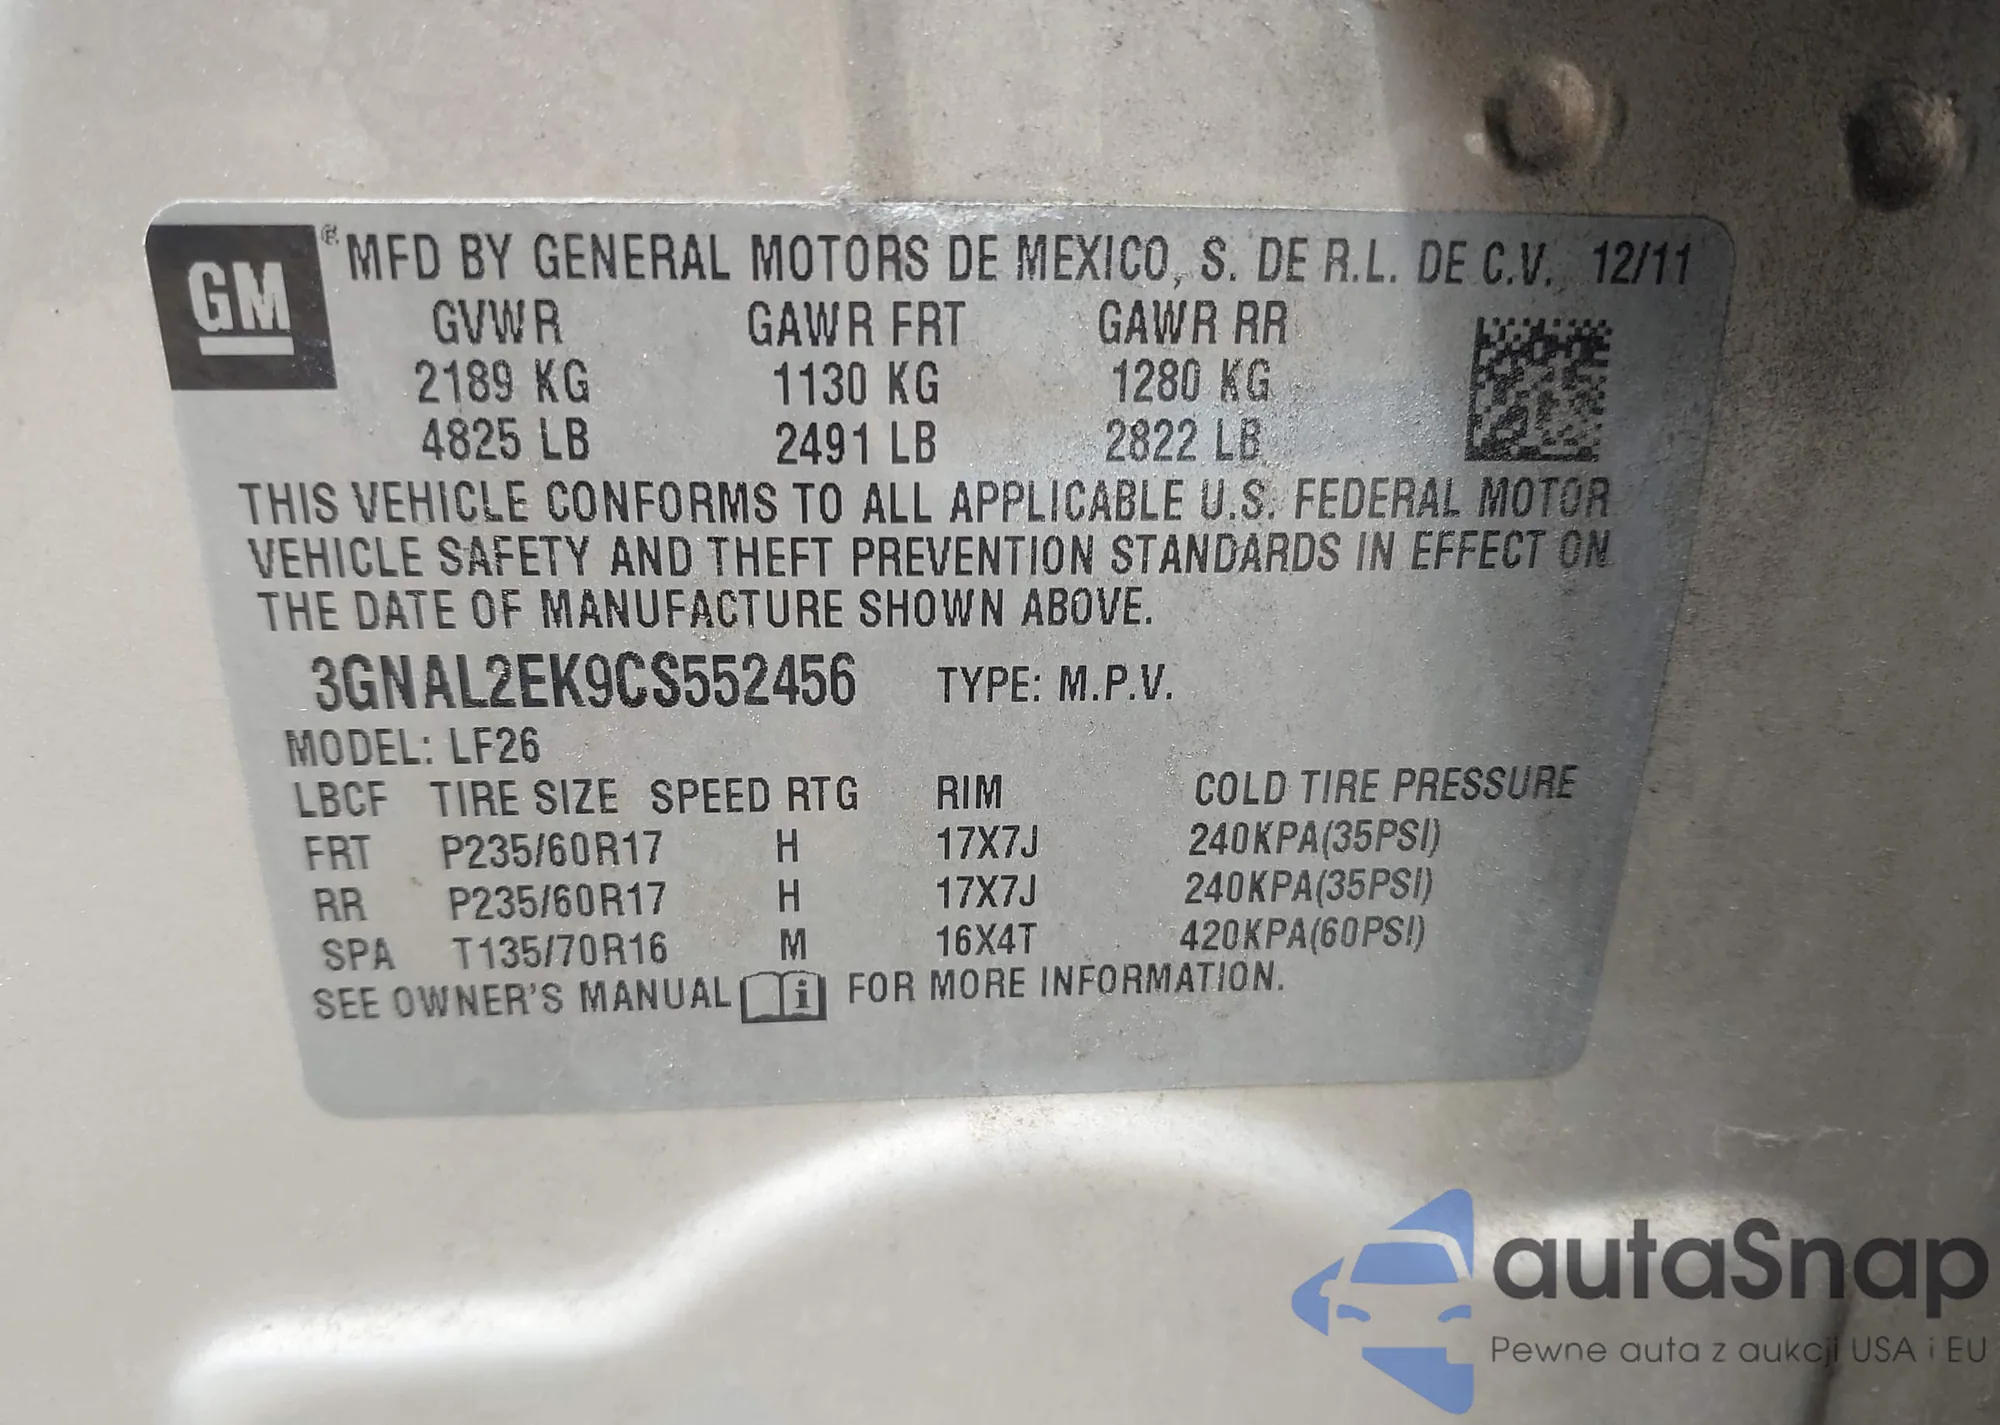 GM ® MFD BY GENERAL MOTORS DE MEXICO, S. DE R.L. DE C.V. 12/11
GVWR GAWR FRT GAWR RR
2189 KG 1130 KG 1280 KG
4825 LB 2491 LB 2822 LB
THIS VEHICLE CONFORMS TO ALL APPLICABLE U.S. FEDERAL MOTOR
VEHICLE SAFETY AND THEFT PREVENTION STANDARDS IN EFFECT ON
THE DATE OF MANUFACTURE SHOWN ABOVE.
3GNAL2EK9CS552456 TYPE: M.P.V.
MODEL: LF26
LBCF TIRE SIZE SPEED RTG RIM COLD TIRE PRESSURE
FRT P235/60R17 H 17X7J 240KPA(35PSI)
RR P235/60R17 H 17X7J 240KPA(35PSI)
SPA T135/70R16 M 16X4T 420KPA(60PSI)
SEE OWNER'S MANUAL i FOR MORE INFORMATION.
autaSnap
Pewne auta z aukcji USA i EU